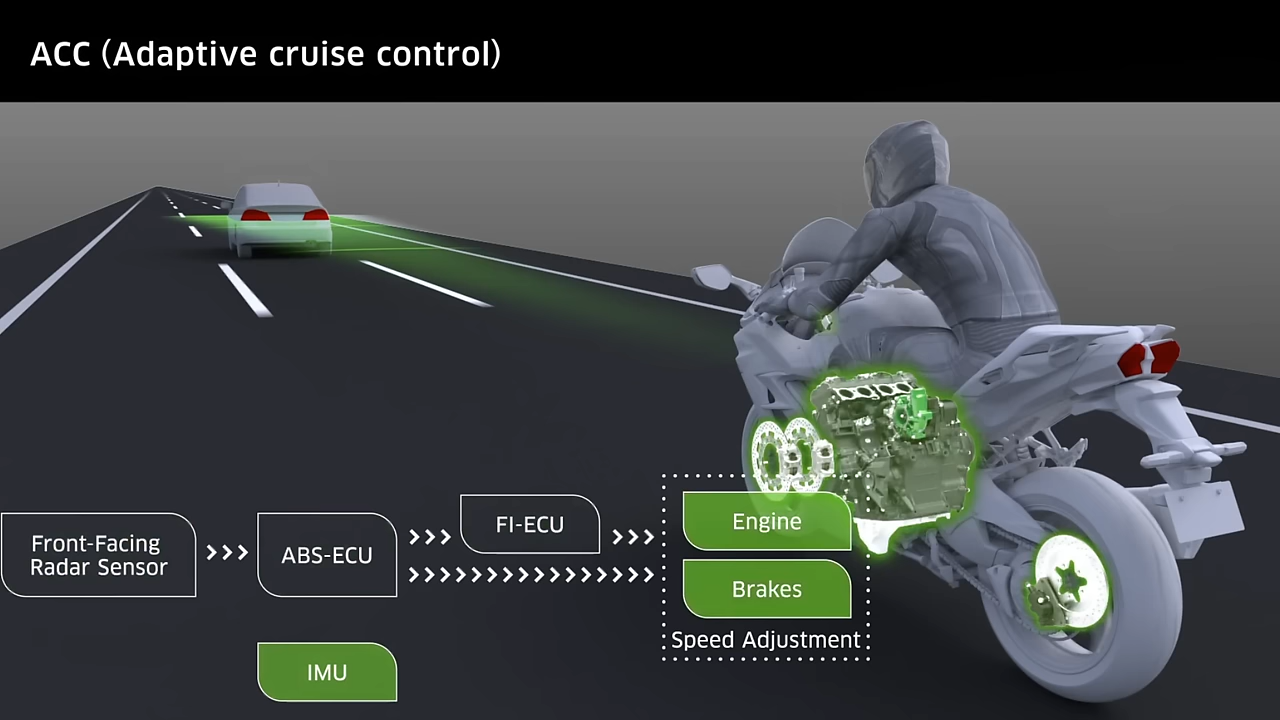 ACC (Adaptive cruise control)
Front-Facing
Radar Sensor
ABS-ECU
FI-ECU
Engine
Brakes
Speed Adjustment
IMU